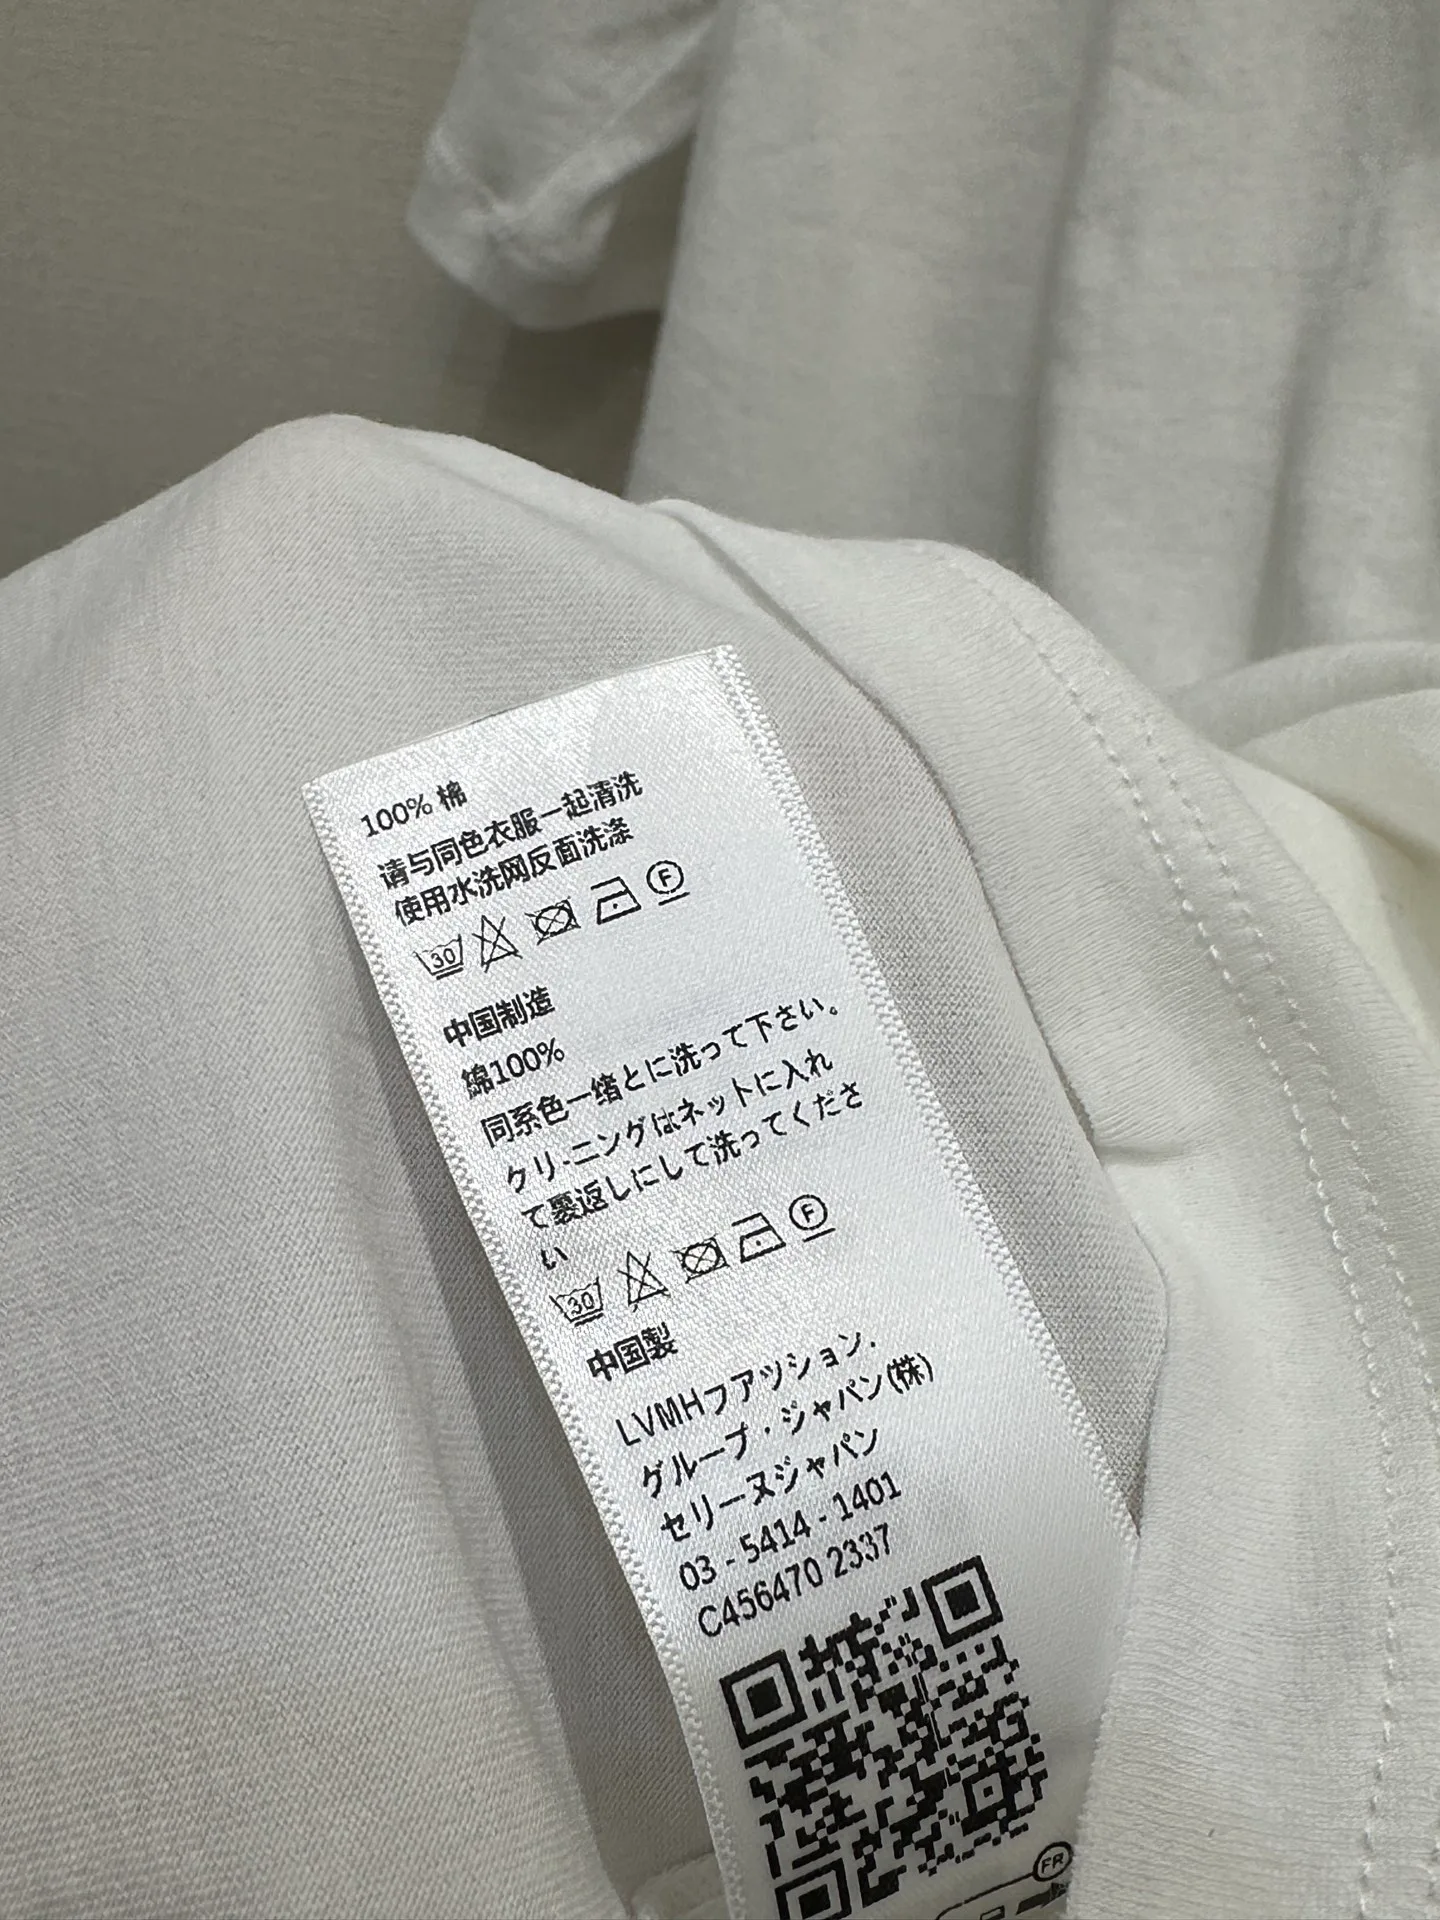 100% 棉
请与同色衣服一起清洗
使用水洗网反面洗涤
30 F
中国制造
綿100%
同系色一绪とに洗って下さい。
クリ-ニングはネットに入れ
て裏返しにして洗ってくださ
い
30 F
中国製
LVMHファッション.
グループ・ジャパン(株)
セリーヌジャパン
03 - 5414 - 1401
C456470 2337
FR